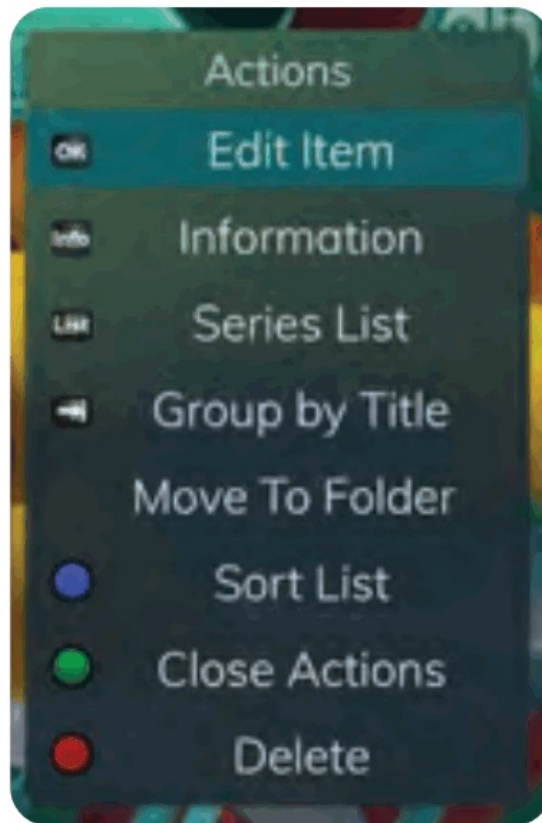 Actions
OK Edit Item
Info Information
List Series List
Group by Title
Move To Folder
Sort List
Close Actions
Delete